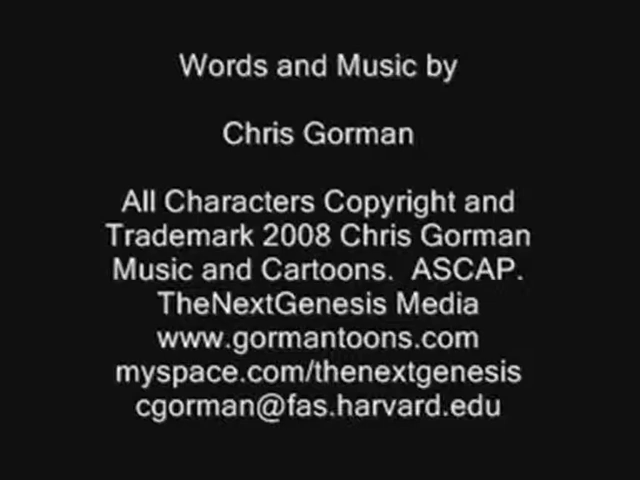 Words and Music by
Chris Gorman
All Characters Copyright and
Trademark 2008 Chris Gorman
Music and Cartoons.  ASCAP.
TheNextGenesis Media
www.gormantoons.com
myspace.com/thenextgenesis
cgorman@fas.harvard.edu